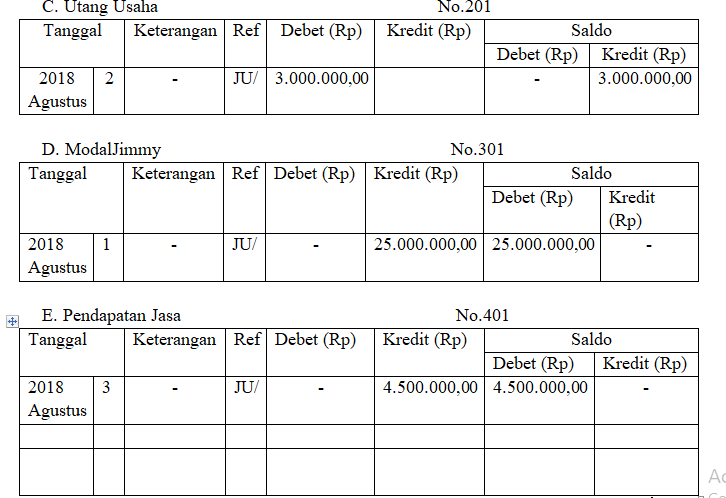 C. Utang Usaha No.201
Tanggal Keterangan Ref Debet (Rp) Kredit (Rp) Saldo
Debet (Rp) Kredit (Rp)
2018 2 - JU/ 3.000.000,00 - 3.000.000,00
Agustus
D. ModalJimmy No.301
Tanggal Keterangan Ref Debet (Rp) Kredit (Rp) Saldo
Debet (Rp) Kredit
(Rp)
2018 1 - JU/ - 25.000.000,00 25.000.000,00 -
Agustus
E. Pendapatan Jasa No.401
Tanggal Keterangan Ref Debet (Rp) Kredit (Rp) Saldo
Debet (Rp) Kredit (Rp)
2018 3 - JU/ - 4.500.000,00 4.500.000,00 -
Agustus